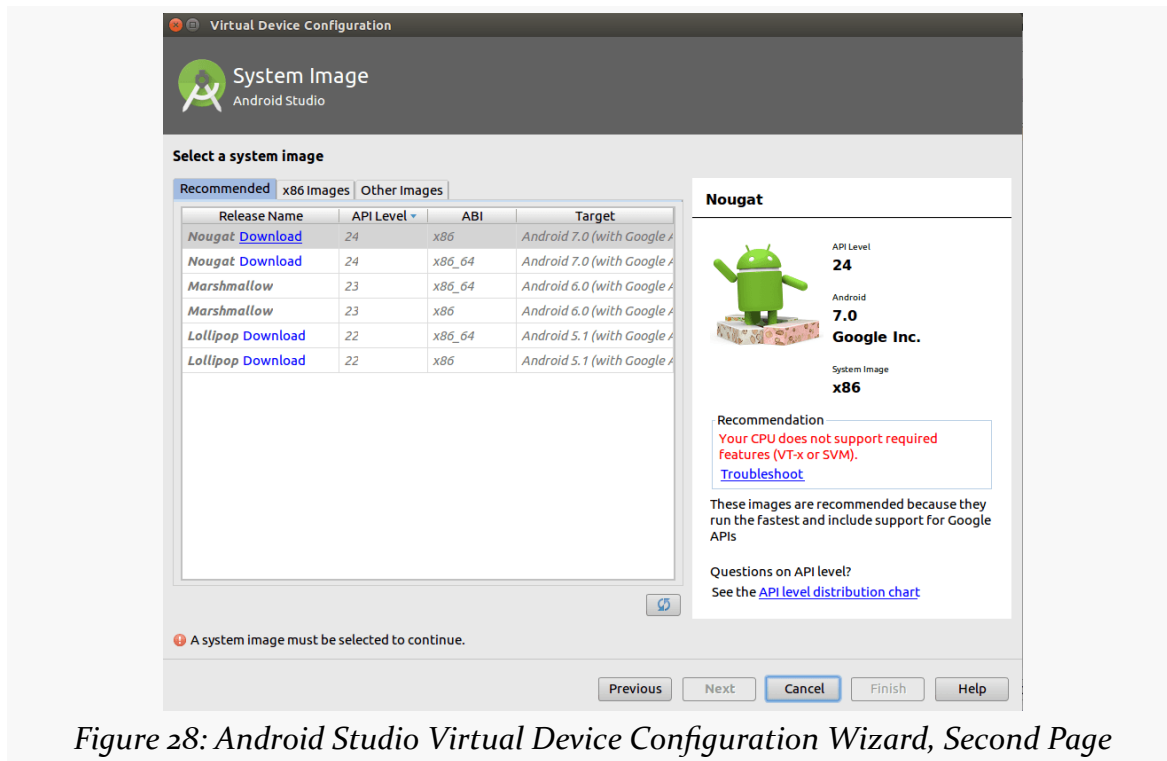 Virtual Device Configuration
System Image
Android Studio
Select a system image
Recommended x86 Images Other Images
Release Name API Level ABI Target
Nougat Download 24 x86 Android 7.0 (with Google A
Nougat Download 24 x86_64 Android 7.0 (with Google A
Marshmallow 23 x86_64 Android 6.0 (with Google A
Marshmallow 23 x86 Android 6.0 (with Google A
Lollipop Download 22 x86_64 Android 5.1 (with Google A
Lollipop Download 22 x86 Android 5.1 (with Google A
Nougat
API Level
24
Android
7.0
Google Inc.
System Image
x86
Recommendation
Your CPU does not support required
features (VT-x or SVM).
Troubleshoot
These images are recommended because they
run the fastest and include support for Google
APIs
Questions on API level?
See the API level distribution chart
A system image must be selected to continue.
Previous Next Cancel Finish Help
Figure 28: Android Studio Virtual Device Configuration Wizard, Second Page